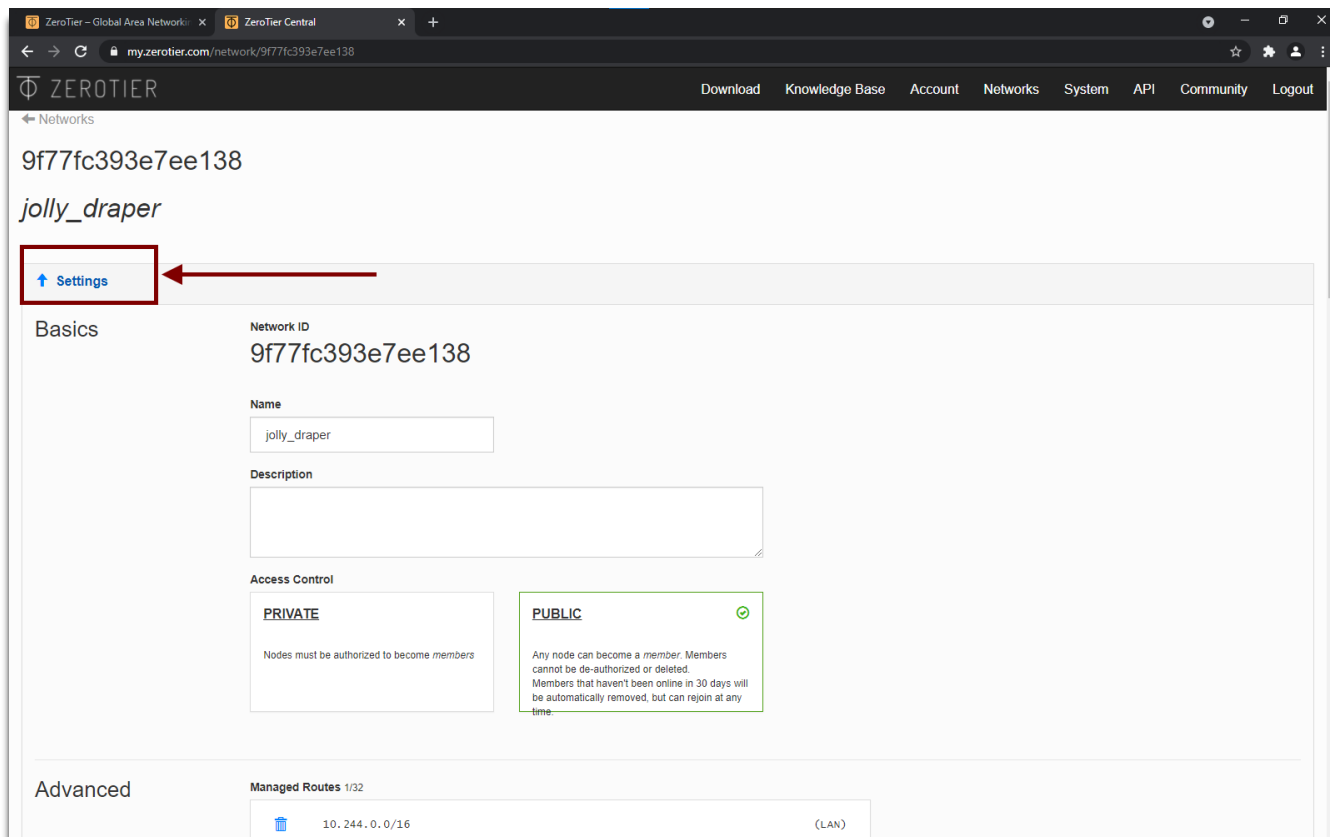 ZeroTier – Global Area Networkin
ZeroTier Central
my.zerotier.com/network/9f77fc393e7ee138
ZEROTIER
Download Knowledge Base Account Networks System API Community Logout
Networks
9f77fc393e7ee138
jolly_draper
Settings
Basics
Network ID
9f77fc393e7ee138
Name
jolly_draper
Description
Access Control
PRIVATE
Nodes must be authorized to become members
PUBLIC
Any node can become a member. Members
cannot be de-authorized or deleted.
Members that haven't been online in 30 days will
be automatically removed, but can rejoin at any
time.
Advanced
Managed Routes 1/32
10.244.0.0/16 (LAN)